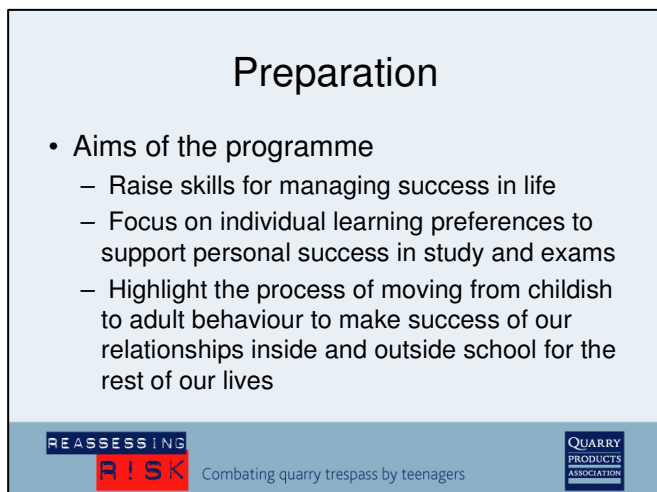 Preparation
• Aims of the programme
– Raise skills for managing success in life
– Focus on individual learning preferences to
support personal success in study and exams
– Highlight the process of moving from childish
to adult behaviour to make success of our
relationships inside and outside school for the
rest of our lives
REASSESSING
R!SK
Combating quarry trespass by teenagers
QUARRY
PRODUCTS
ASSOCIATION